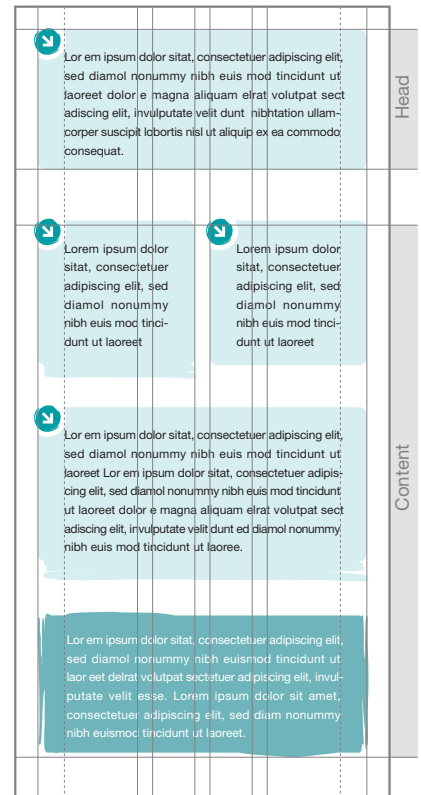 Lor em ipsum dolor sitat, consectetuer adipiscing elit,
sed diamol nonummy nibh euis mod tincidunt ut
laoreet dolor e magna aliquam elrat volutpat sect
adiscing elit, invulputate velit dunt nibhtation ullam-
corper suscipit lobortis nisl ut aliquip ex ea commodo
consequat.
Head
Lorem ipsum dolor
sitat, consectetuer
adipiscing elit, sed
diamol nonummy
nibh euis mod tinci-
dunt ut laoreet
Lorem ipsum dolor
sitat, consectetuer
adipiscing elit, sed
diamol nonummy
nibh euis mod tinci-
dunt ut laoreet
Lor em ipsum dolor sitat, consectetuer adipiscing elit,
sed diamol nonummy nibh euis mod tincidunt ut
laoreet Lor em ipsum dolor sitat, consectetuer adipis-
cing elit, sed diamol nonummy nibh euis mod tincidunt
ut laoreet dolor e magna aliquam elrat volutpat sect
adiscing elit, invulputate velit dunt ed diamol nonummy
nibh euis mod tincidunt ut laoree.
Content
Lor em ipsum dolor sitat, consectetuer adipiscing elit,
sed diamol nonummy nibh euismod tincidunt ut
laor eet delrat volutpat sectetuer adipiscing elit, invul-
putate velit esse. Lorem ipsum dolor sit amet,
consectetuer adipiscing elit, sed diam nonummy
nibh euismod tincidunt ut laoreet.